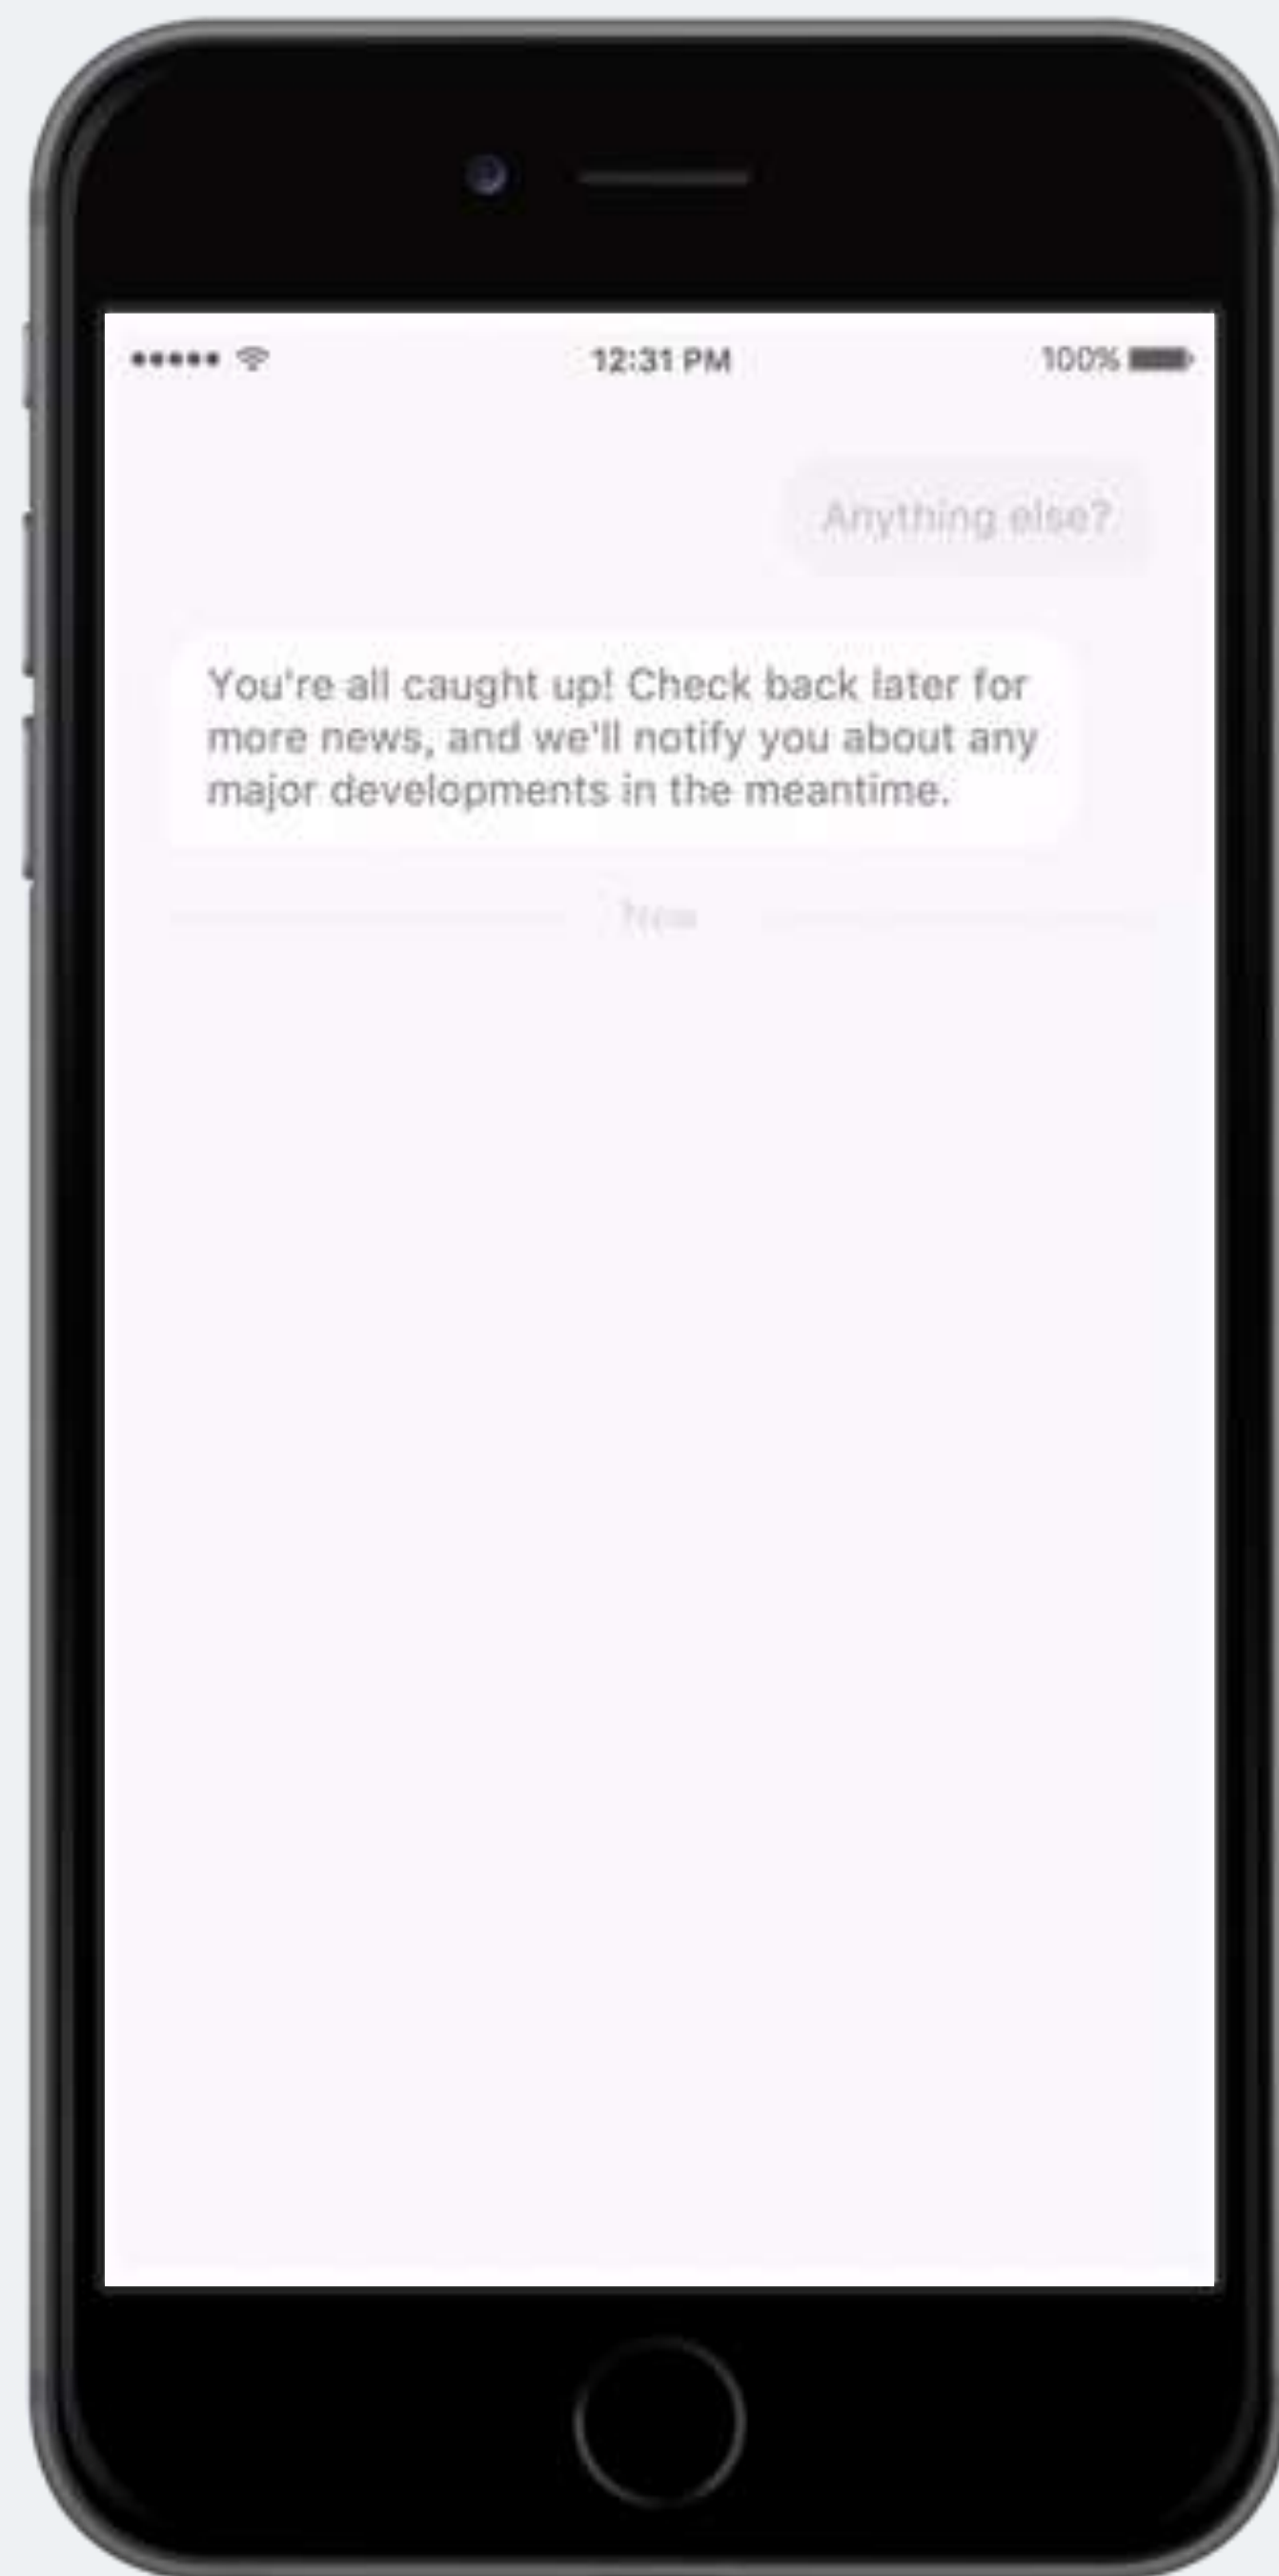 12:31 PM
100%
Anything else?
You're all caught up! Check back later for
more news, and we'll notify you about any
major developments in the meantime.